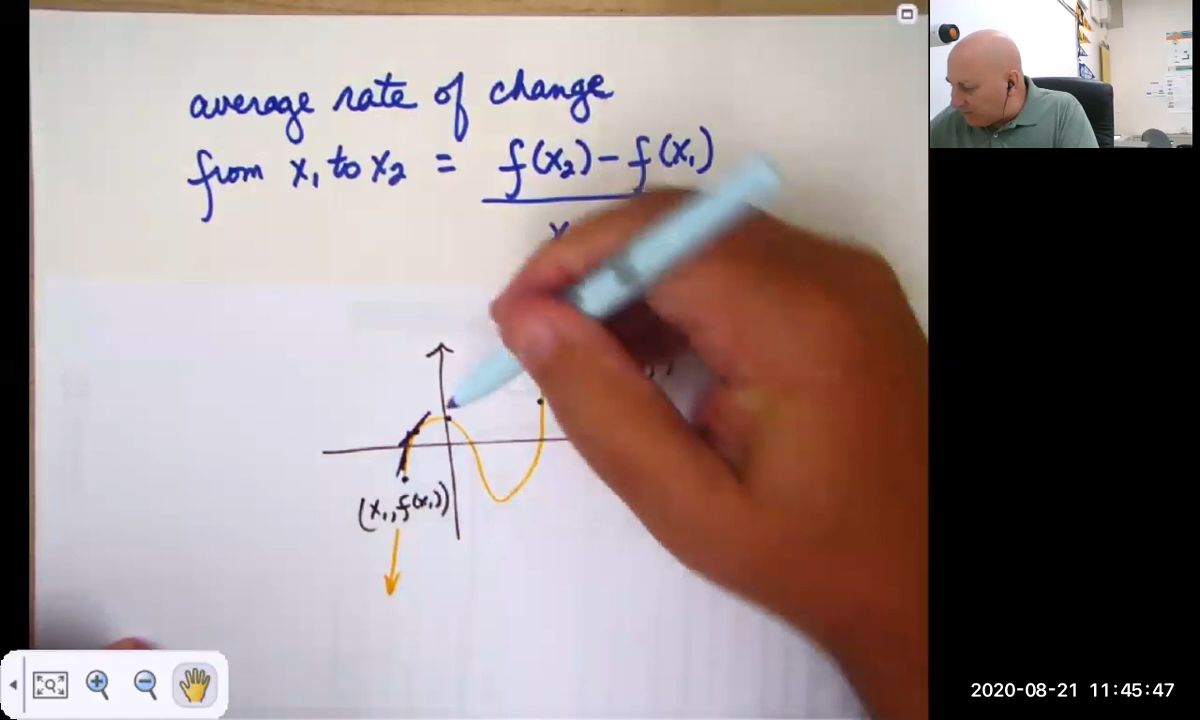 average rate of change
from x₁ to x₂ = f(x₂) - f(x₁)
x
(x₁, f(x₁))
2020-08-21 11:45:47